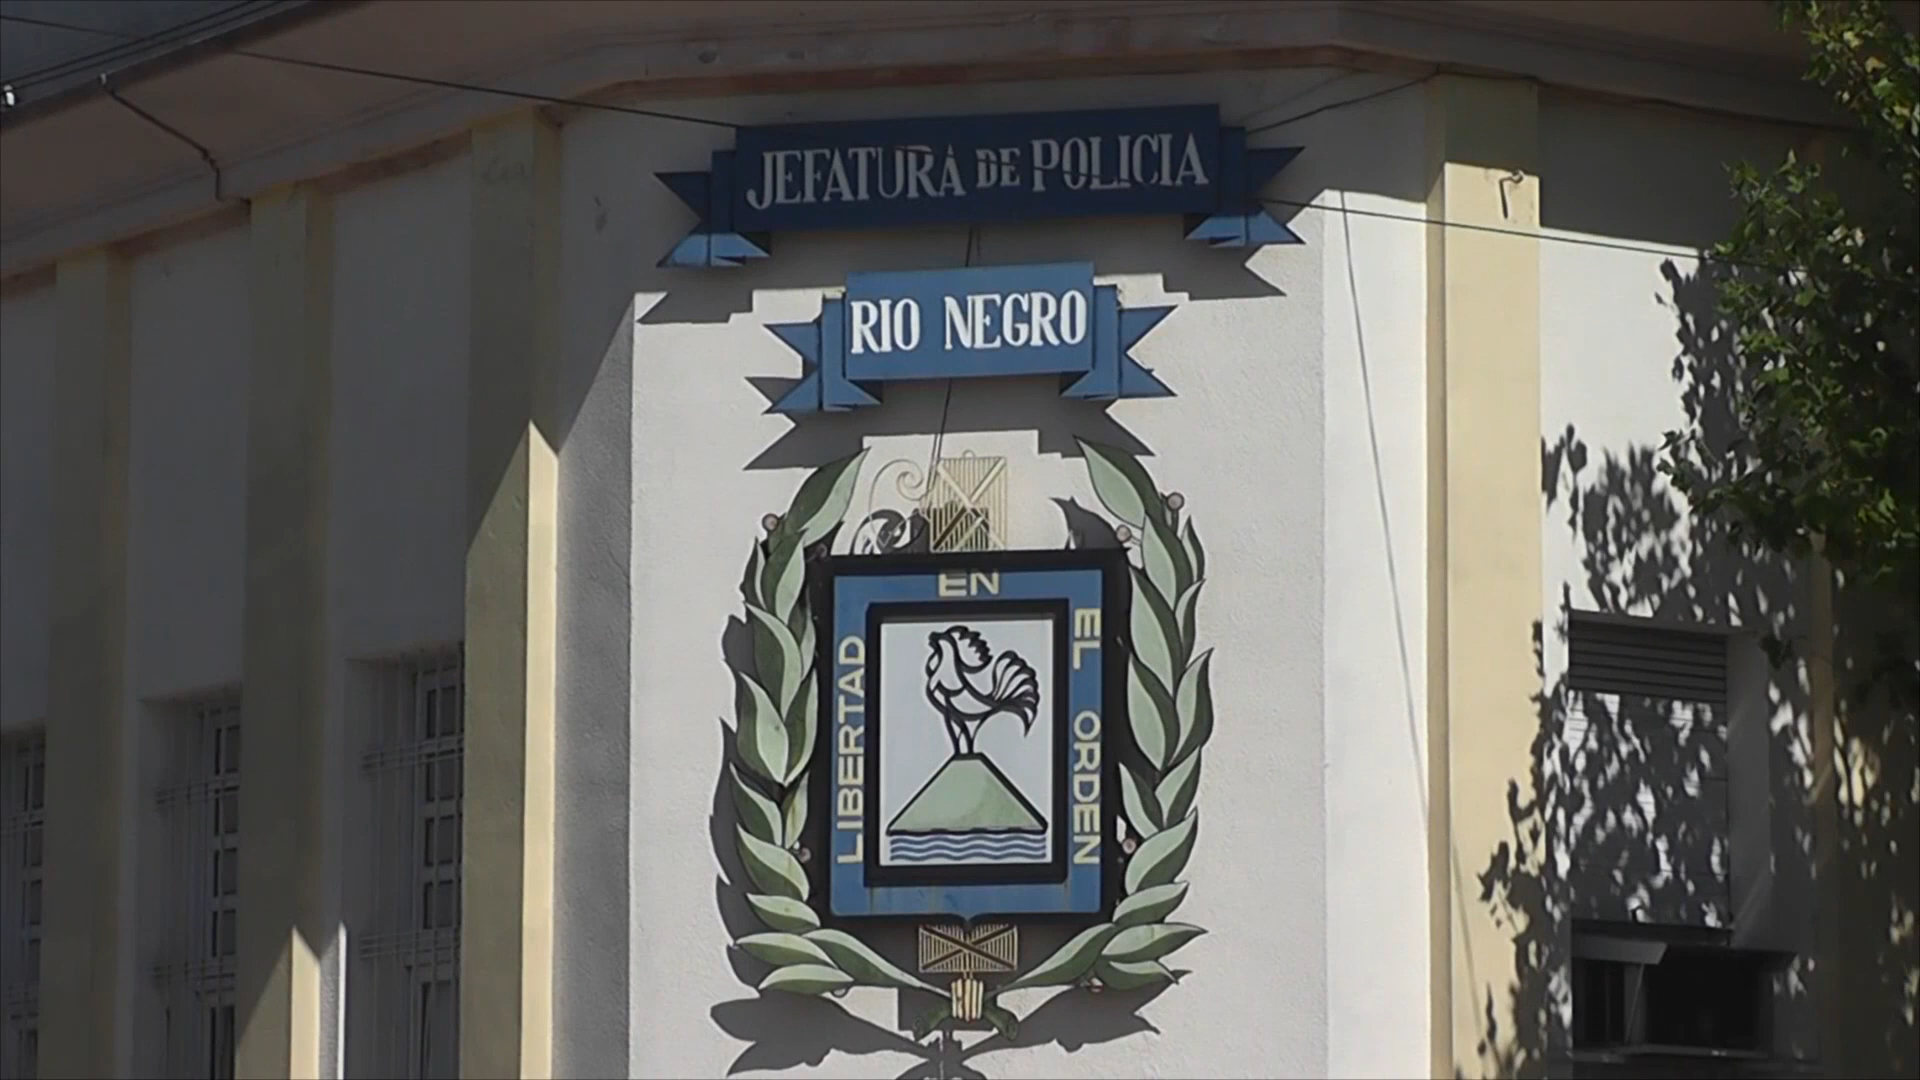 JEFATURA DE POLICIA
RIO NEGRO
LIBERTAD
EN
EL ORDEN